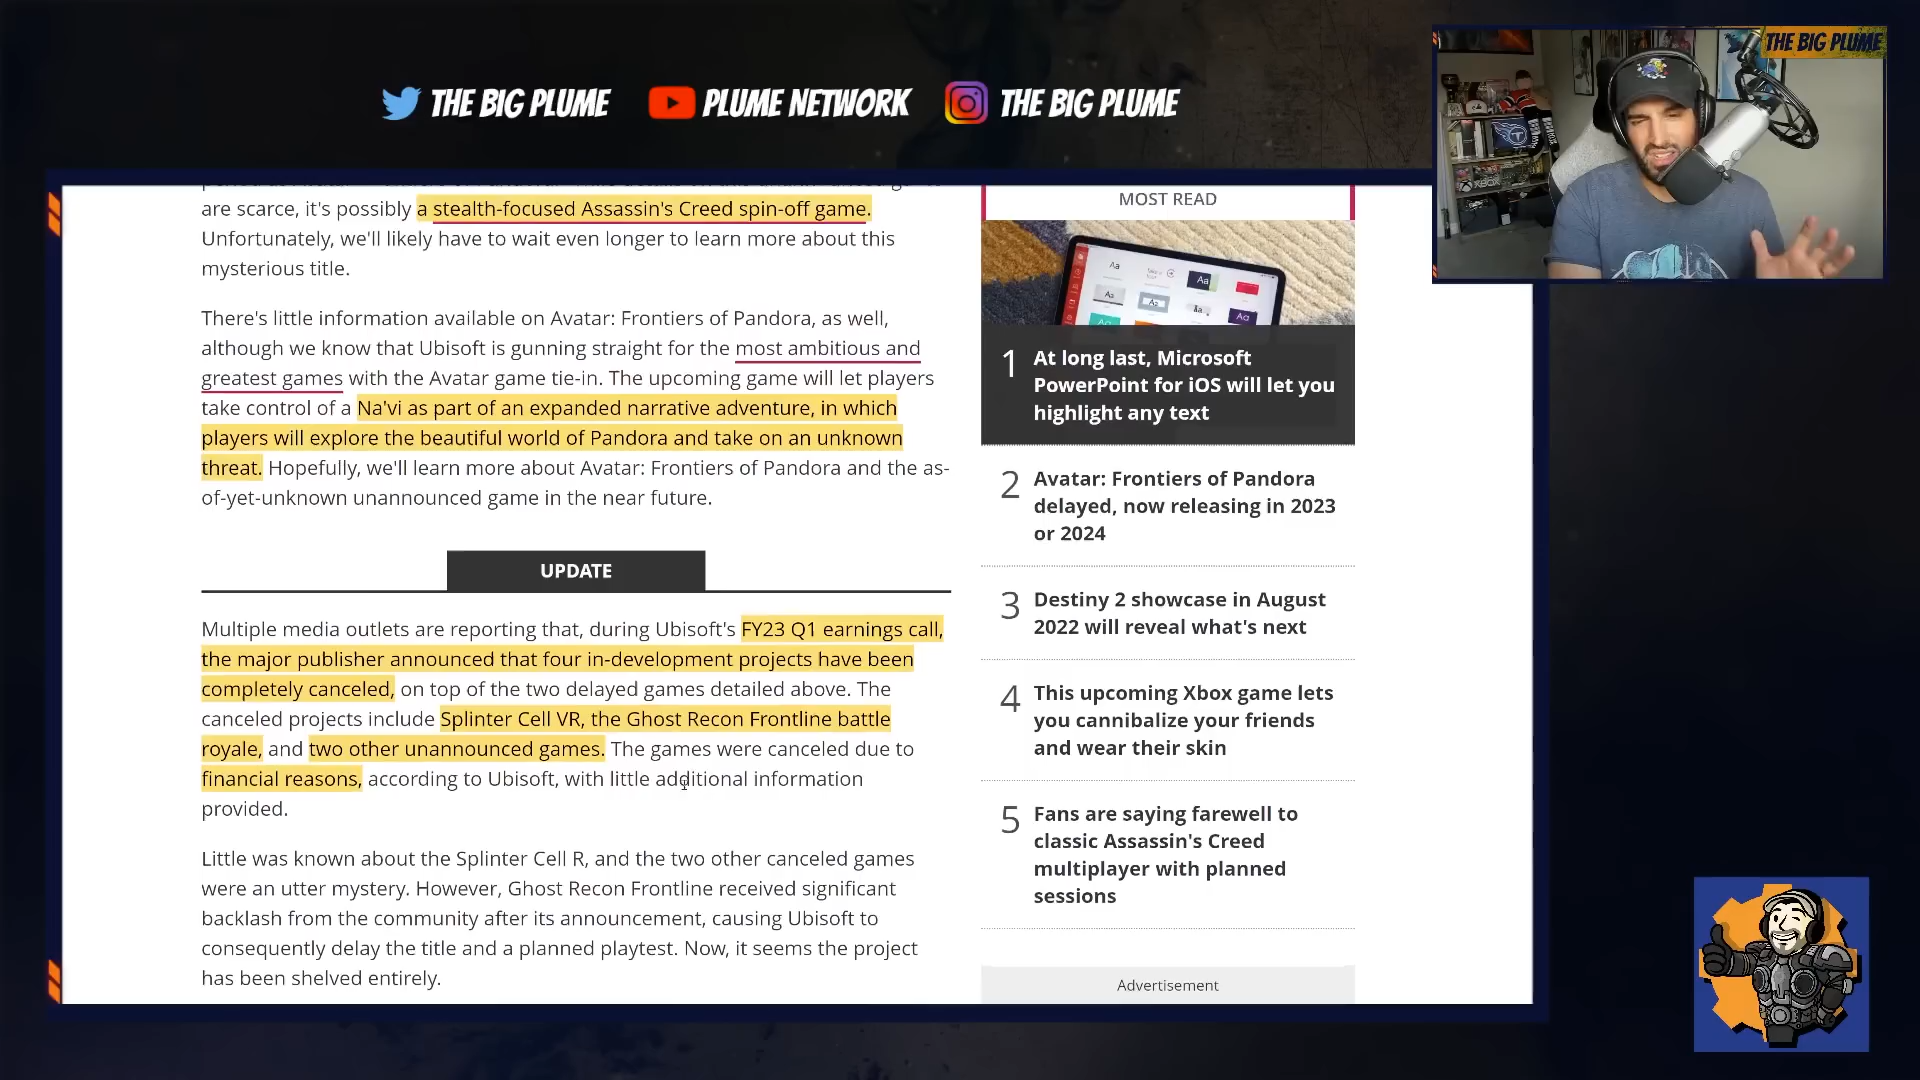 THE BIG PLUME
THE BIG PLUME
PLUME NETWORK
THE BIG PLUME
XBOX
are scarce, it's possibly a stealth-focused Assassin's Creed spin-off game.
Unfortunately, we'll likely have to wait even longer to learn more about this
mysterious title.
There's little information available on Avatar: Frontiers of Pandora, as well,
although we know that Ubisoft is gunning straight for the most ambitious and
greatest games with the Avatar game tie-in. The upcoming game will let players
take control of a Na'vi as part of an expanded narrative adventure, in which
players will explore the beautiful world of Pandora and take on an unknown
threat. Hopefully, we'll learn more about Avatar: Frontiers of Pandora and the as-
of-yet-unknown unannounced game in the near future.
UPDATE
Multiple media outlets are reporting that, during Ubisoft's FY23 Q1 earnings call,
the major publisher announced that four in-development projects have been
completely canceled, on top of the two delayed games detailed above. The
canceled projects include Splinter Cell VR, the Ghost Recon Frontline battle
royale, and two other unannounced games. The games were canceled due to
financial reasons, according to Ubisoft, with little additional information
provided.
Little was known about the Splinter Cell R, and the two other canceled games
were an utter mystery. However, Ghost Recon Frontline received significant
backlash from the community after its announcement, causing Ubisoft to
consequently delay the title and a planned playtest. Now, it seems the project
has been shelved entirely.
MOST READ
Aa
Aa
Aa
Aa
Aa
1 At long last, Microsoft
PowerPoint for iOS will let you
highlight any text
2 Avatar: Frontiers of Pandora
delayed, now releasing in 2023
or 2024
3 Destiny 2 showcase in August
2022 will reveal what's next
4 This upcoming Xbox game lets
you cannibalize your friends
and wear their skin
5 Fans are saying farewell to
classic Assassin's Creed
multiplayer with planned
sessions
Advertisement